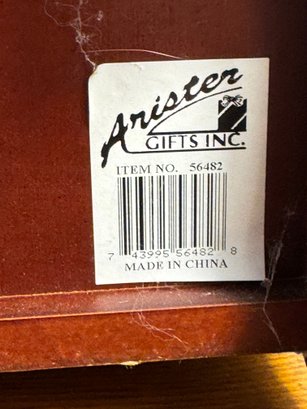 Arister
GIFTS INC.
ITEM NO. 56482
7 43995 56482 8
MADE IN CHINA